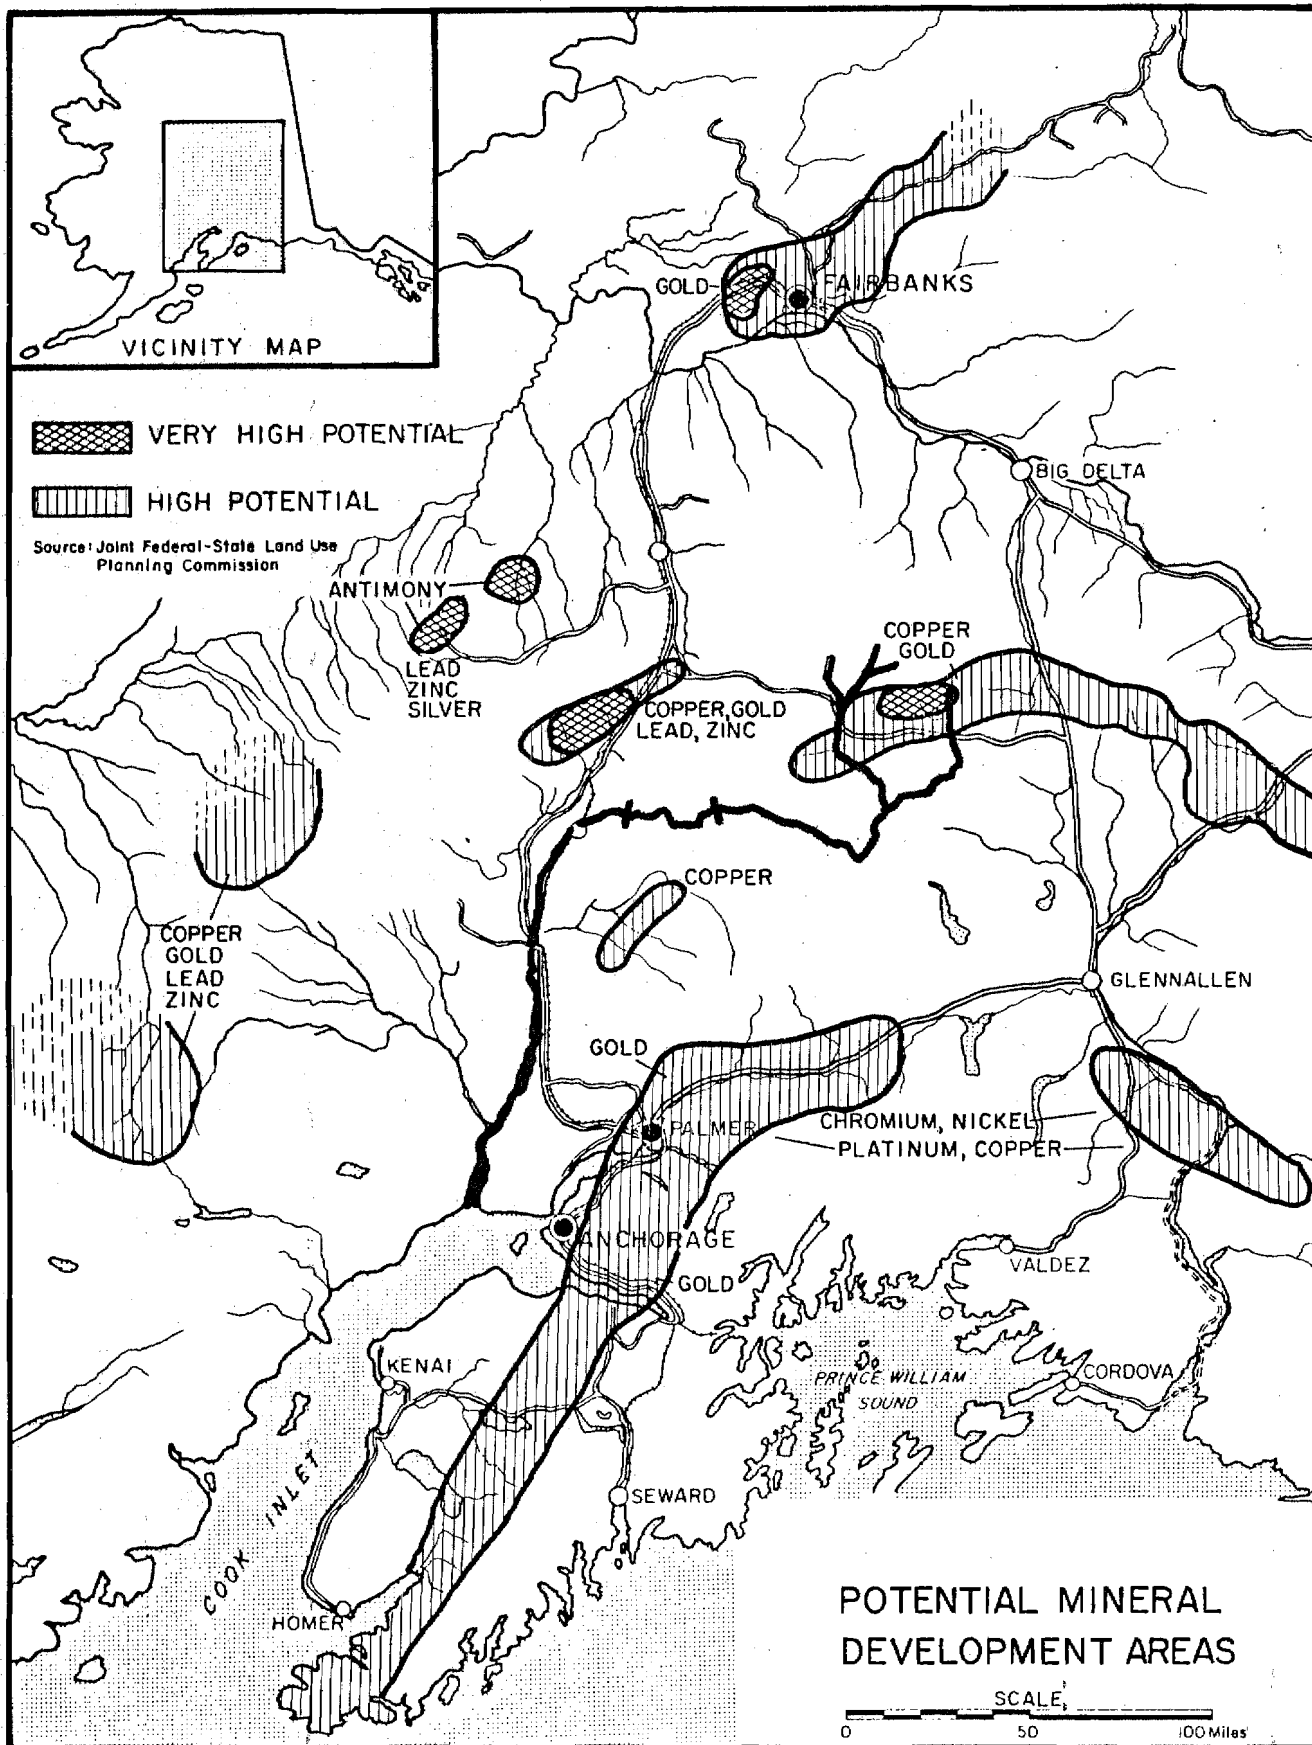 VICINITY MAP
VERY HIGH POTENTIAL
HIGH POTENTIAL
Source: Joint Federal-State Land Use
Planning Commission
GOLD
FAIRBANKS
BIG DELTA
ANTIMONY
LEAD
ZINC
SILVER
COPPER
GOLD
COPPER, GOLD
LEAD, ZINC
COPPER
COPPER
GOLD
LEAD
ZINC
GLENNALLEN
GOLD
PALMER
CHROMIUM, NICKEL
PLATINUM, COPPER
ANCHORAGE
GOLD
VALDEZ
KENAI
PRINCE WILLIAM
SOUND
CORDOVA
COOK INLET
SEWARD
HOMER
POTENTIAL MINERAL
DEVELOPMENT AREAS
SCALE
0 50 100 Miles